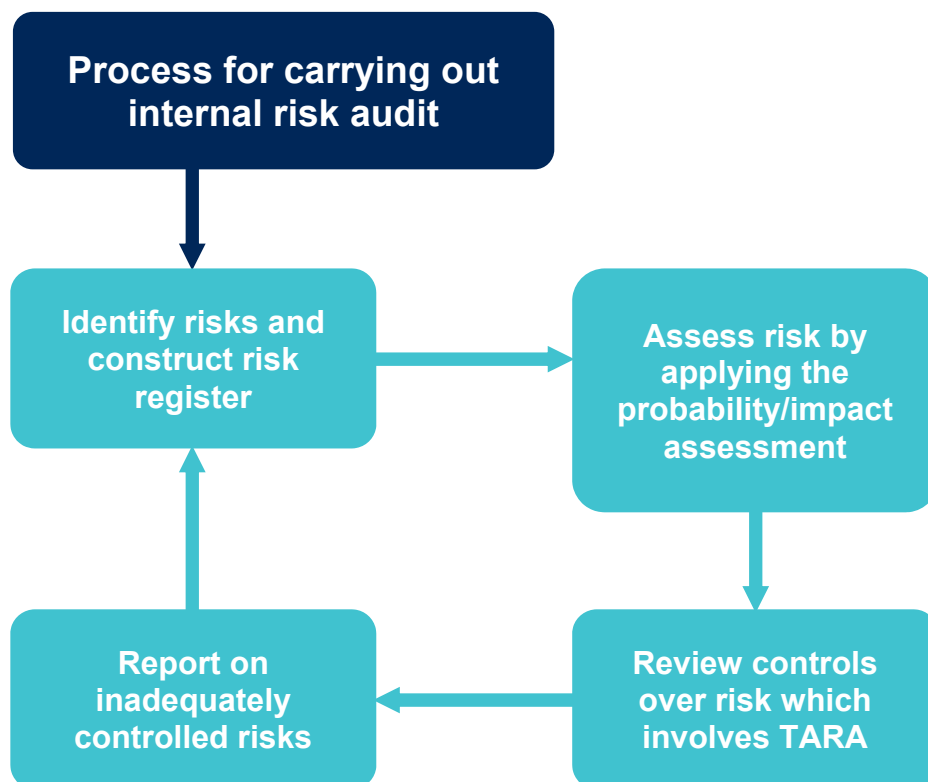 Process for carrying out
internal risk audit
Identify risks and
construct risk
register
Assess risk by
applying the
probability/impact
assessment
Review controls
over risk which
involves TARA
Report on
inadequately
controlled risks